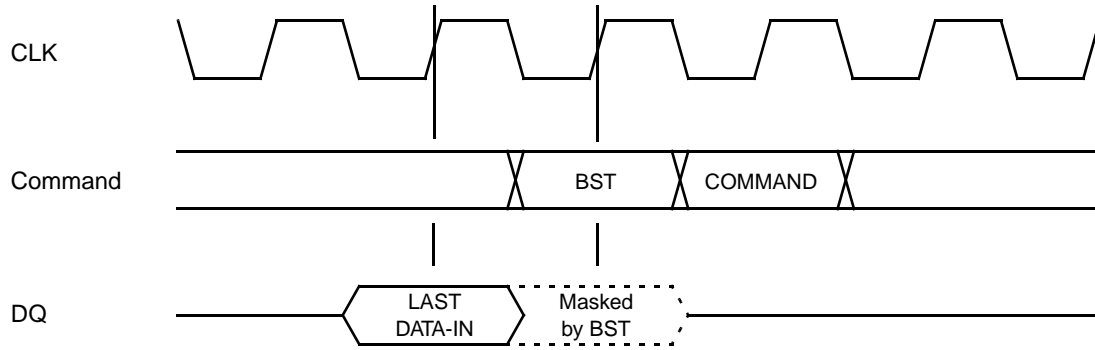 CLK
Command
BST
COMMAND
DQ
LAST
DATA-IN
Masked
by BST